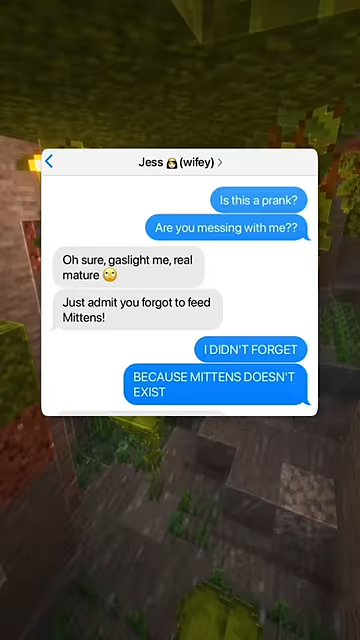 Jess 👰 (wifey)
Is this a prank?
Are you messing with me??
Oh sure, gaslight me, real
mature 🙄
Just admit you forgot to feed
Mittens!
I DIDN'T FORGET
BECAUSE MITTENS DOESN'T
EXIST